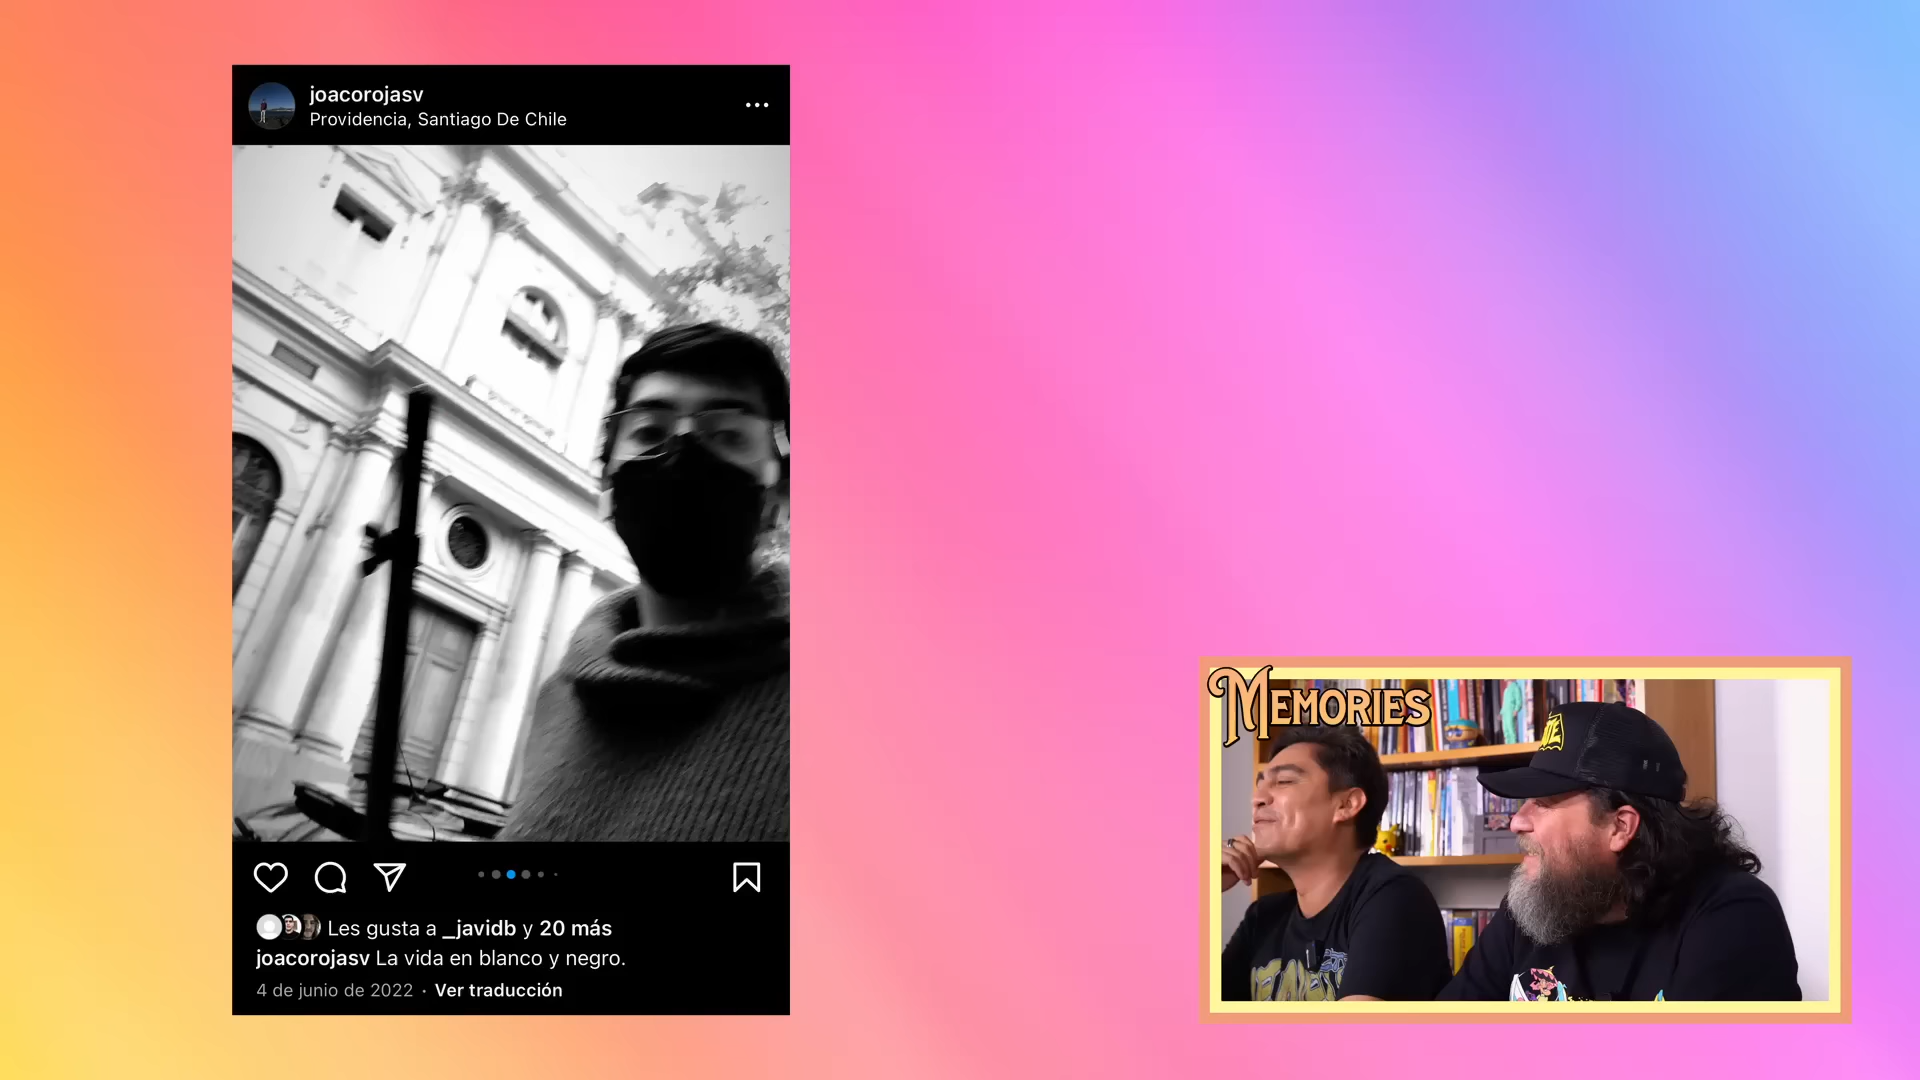 joacorojasv
Providencia, Santiago De Chile
Les gusta a _javidb y 20 más
joacorojasv La vida en blanco y negro.
4 de junio de 2022 · Ver traducción
MEMORIES